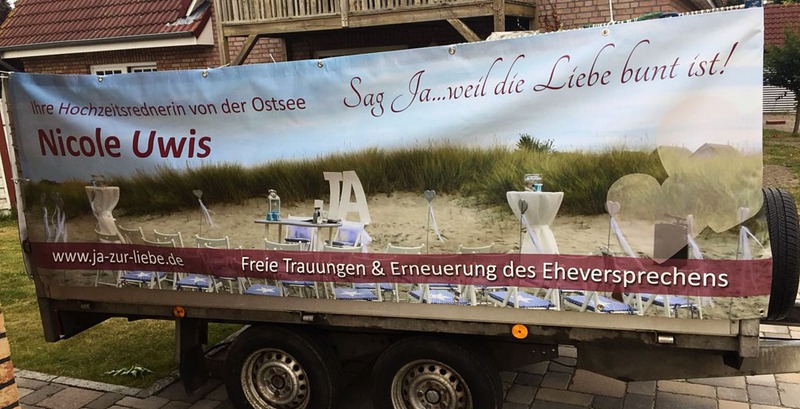 Sag Ja...weil die Liebe bunt ist!
Ihre Hochzeitsrednerin von der Ostsee
Nicole Uwis
JA
www.ja-zur-liebe.de
Freie Trauungen & Erneuerung des Eheversprechens